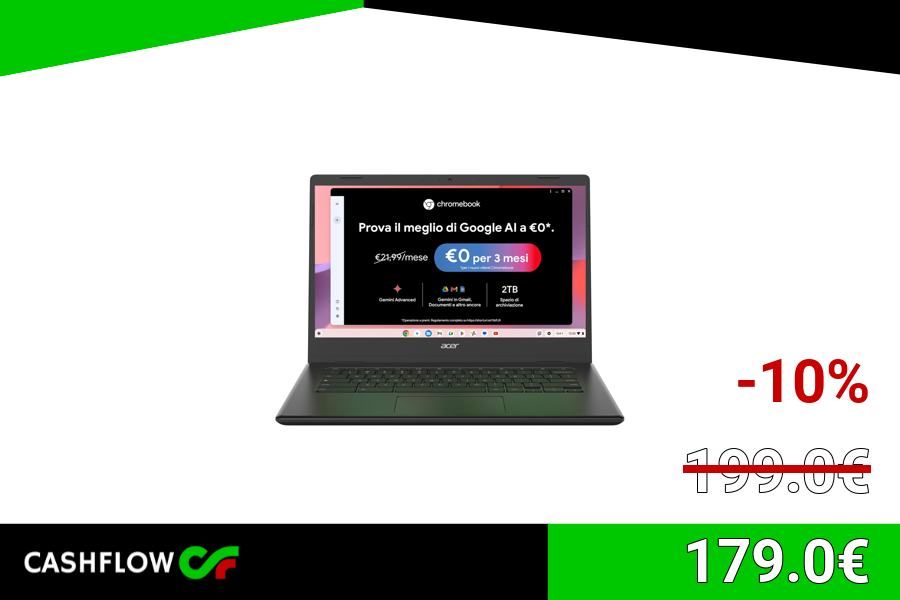 chromebook
Prova il meglio di Google AI a €0*.
€21,99/mese
€0 per 3 mesi
Gemini Advanced
Gemini in Gmail,
Documenti e altro ancora
2TB
Spazio di
archiviazione
acer
-10%
199.0€
CASHFLOW
179.0€